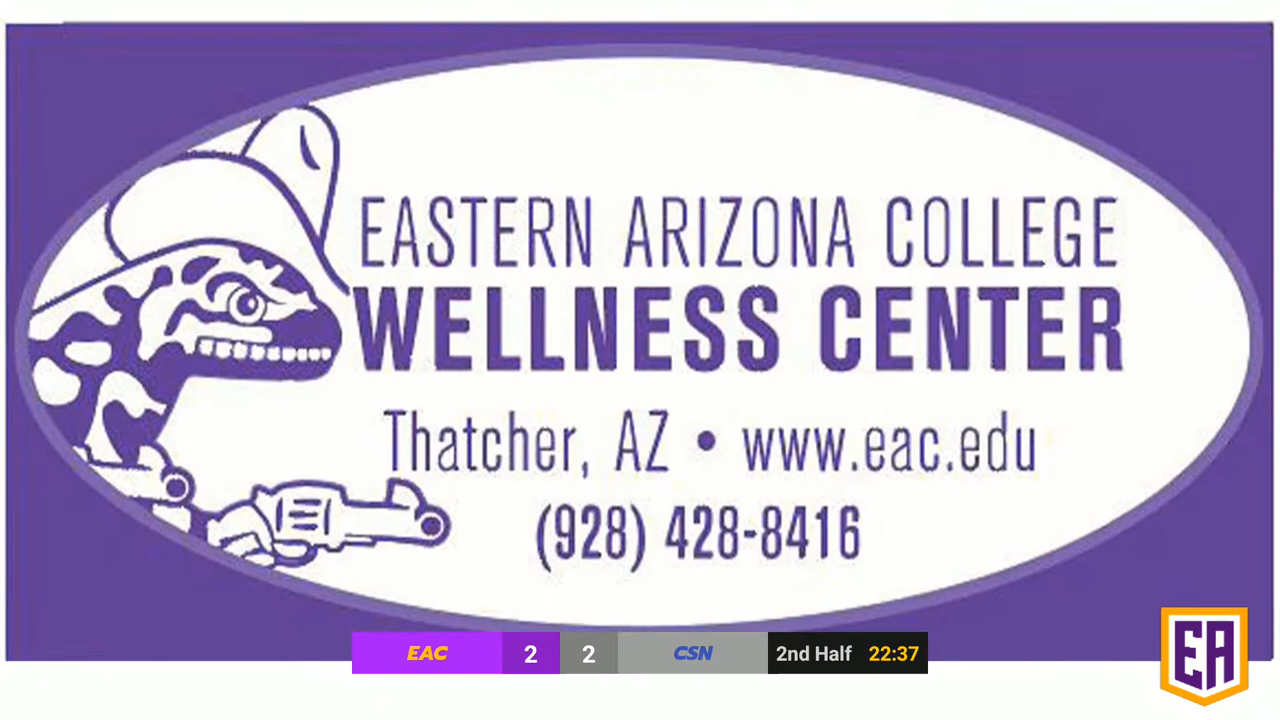 EASTERN ARIZONA COLLEGE
WELLNESS CENTER
Thatcher, AZ • www.eac.edu
(928) 428-8416
EAC 2 2 CSN 2nd Half 22:37
EA